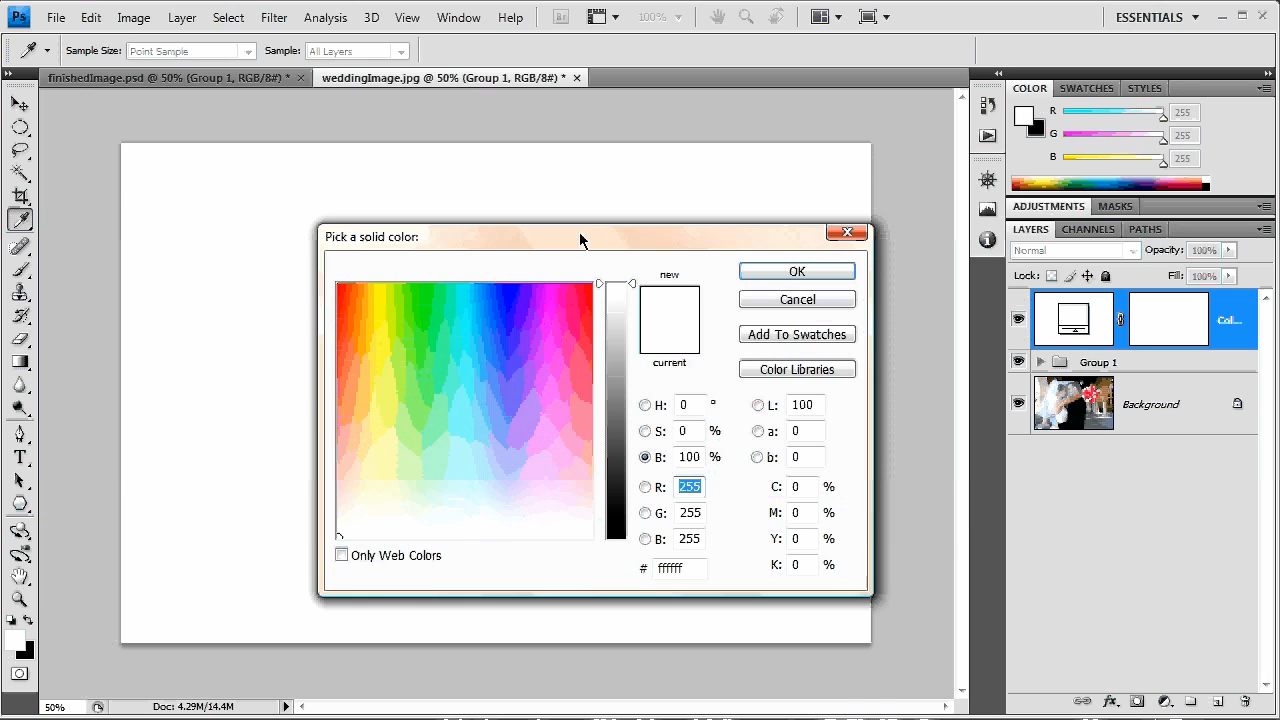 Ps File Edit Image Layer Select Filter Analysis 3D View Window Help Br 100% ESSENTIALS
Sample Size: Point Sample Sample: All Layers
finishedImage.psd @ 50% (Group 1, RGB/8#) * weddingImage.jpg @ 50% (Group 1, RGB/8#) *
COLOR SWATCHES STYLES
R 255
G 255
B 255
ADJUSTMENTS MASKS
LAYERS CHANNELS PATHS
Normal Opacity: 100%
Lock: Fill: 100%
Col...
Group 1
Background
Pick a solid color:
new
current
OK
Cancel
Add To Swatches
Color Libraries
H: 0 ° L: 100
S: 0 % a: 0
B: 100 % b: 0
R: 255 C: 0 %
G: 255 M: 0 %
B: 255 Y: 0 %
# ffffff K: 0 %
Only Web Colors
T
50% Doc: 4.29M/14.4M